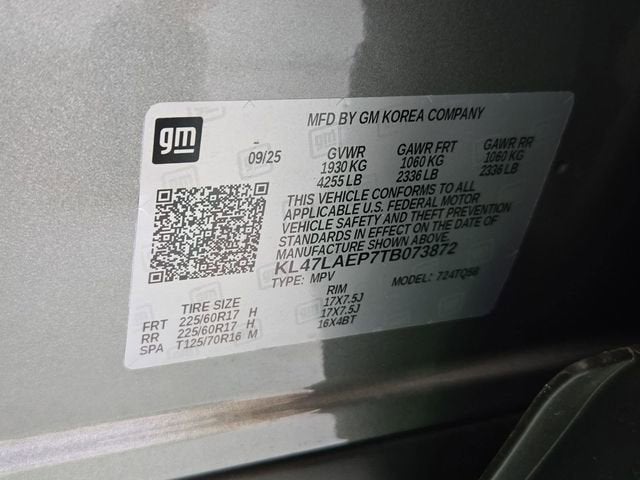 gm
MFD BY GM KOREA COMPANY
09/25 GVWR GAWR FRT GAWR RR
1930 KG 1060 KG 1060 KG
4255 LB 2336 LB 2336 LB
THIS VEHICLE CONFORMS TO ALL
APPLICABLE U.S. FEDERAL MOTOR
VEHICLE SAFETY AND THEFT PREVENTION
STANDARDS IN EFFECT ON THE DATE OF
MANUFACTURE SHOWN ABOVE.
KL47LAEP7TB073872
TYPE: MPV MODEL: 724TQ58
TIRE SIZE RIM
FRT 225/60R17 H 17X7.5J
RR 225/60R17 H 17X7.5J
SPA T125/70R16 M 16X4BT